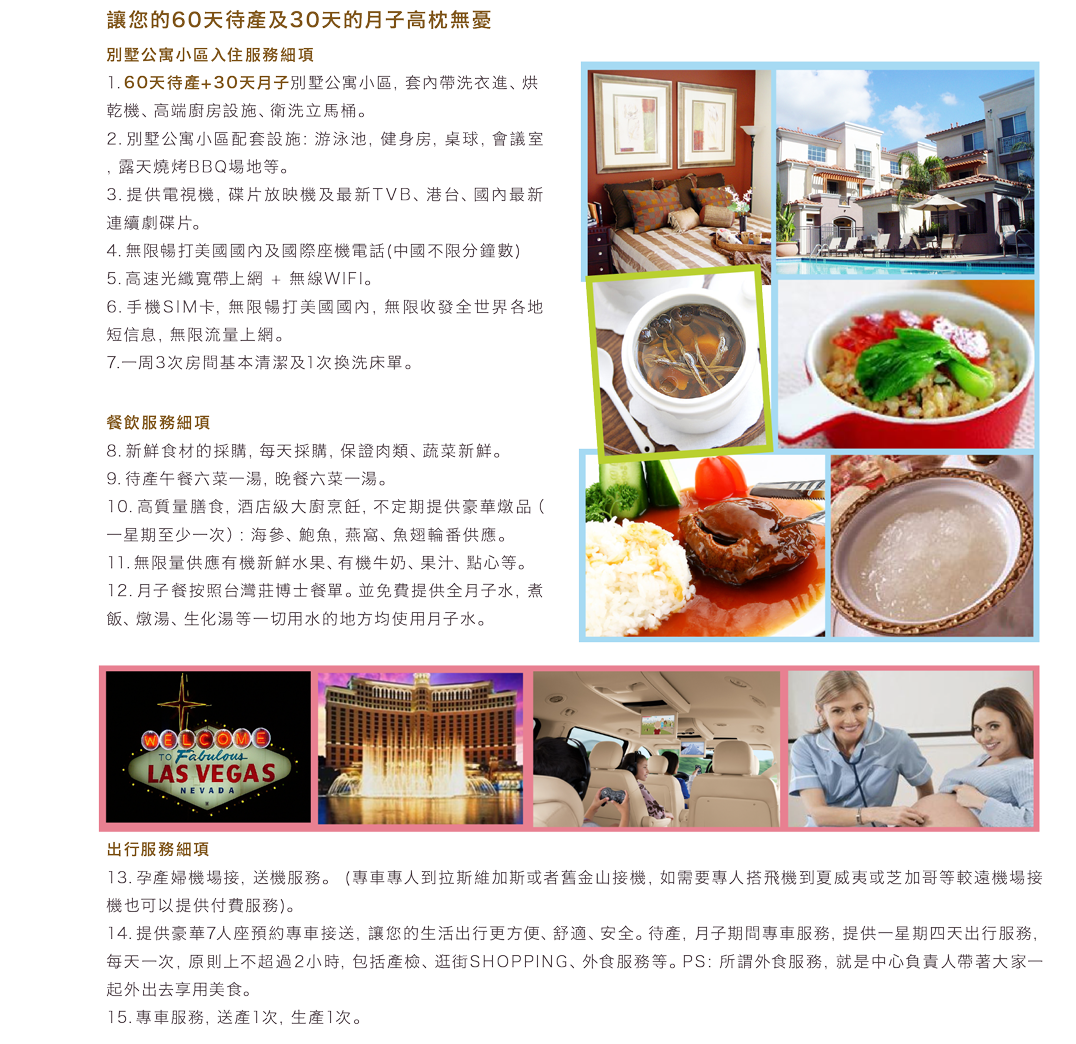 讓您的60天待產及30天的月子高枕無憂
別墅公寓小區入住服務細項
1. 60天待產+30天月子別墅公寓小區, 套內帶洗衣進、烘
乾機、高端廚房設施、衛洗立馬桶。
2. 別墅公寓小區配套設施: 游泳池, 健身房, 桌球, 會議室
, 露天燒烤BBQ場地等。
3. 提供電視機, 碟片放映機及最新TVB、港台、國內最新
連續劇碟片。
4. 無限暢打美國國內及國際座機電話(中國不限分鐘數)
5. 高速光纖寬帶上網 + 無線WIFI。
6. 手機SIM卡, 無限暢打美國國內, 無限收發全世界各地
短信息, 無限流量上網。
7.一周3次房間基本清潔及1次換洗床單。
餐飲服務細項
8. 新鮮食材的採購, 每天採購, 保證肉類、蔬菜新鮮。
9. 待產午餐六菜一湯, 晚餐六菜一湯。
10. 高質量膳食, 酒店級大廚烹飪, 不定期提供豪華燉品 (
一星期至少一次) : 海參、鮑魚, 燕窩、魚翅輪番供應。
11. 無限量供應有機新鮮水果、有機牛奶、果汁、點心等。
12. 月子餐按照台灣莊博士餐單。並免費提供全月子水, 煮
飯、燉湯、生化湯等一切用水的地方均使用月子水。
WELCOME
TO Fabulous
LAS VEGAS
NEVADA
出行服務細項
13. 孕產婦機場接, 送機服務。 (專車專人到拉斯維加斯或者舊金山接機, 如需要專人搭飛機到夏威夷或芝加哥等較遠機場接
機也可以提供付費服務)。
14. 提供豪華7人座預約專車接送, 讓您的生活出行更方便、舒適、安全。待產, 月子期間專車服務, 提供一星期四天出行服務,
每天一次, 原則上不超過2小時, 包括產檢、逛街SHOPPING、外食服務等。PS: 所謂外食服務, 就是中心負責人帶著大家一
起外出去享用美食。
15. 專車服務, 送產1次, 生產1次。